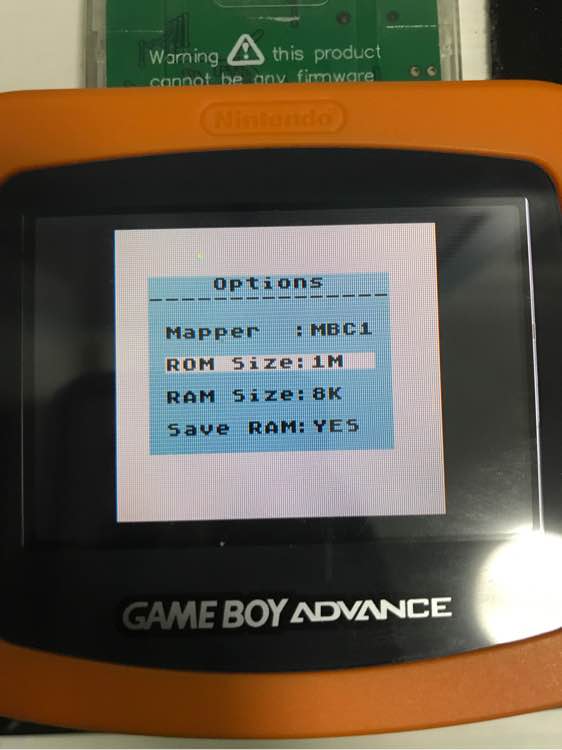 Warning ⚠ this product
cannot be any firmware
Nintendo
Options
Mapper :MBC1
ROM Size:1M
RAM Size:8K
Save RAM:YES
GAME BOY ADVANCE